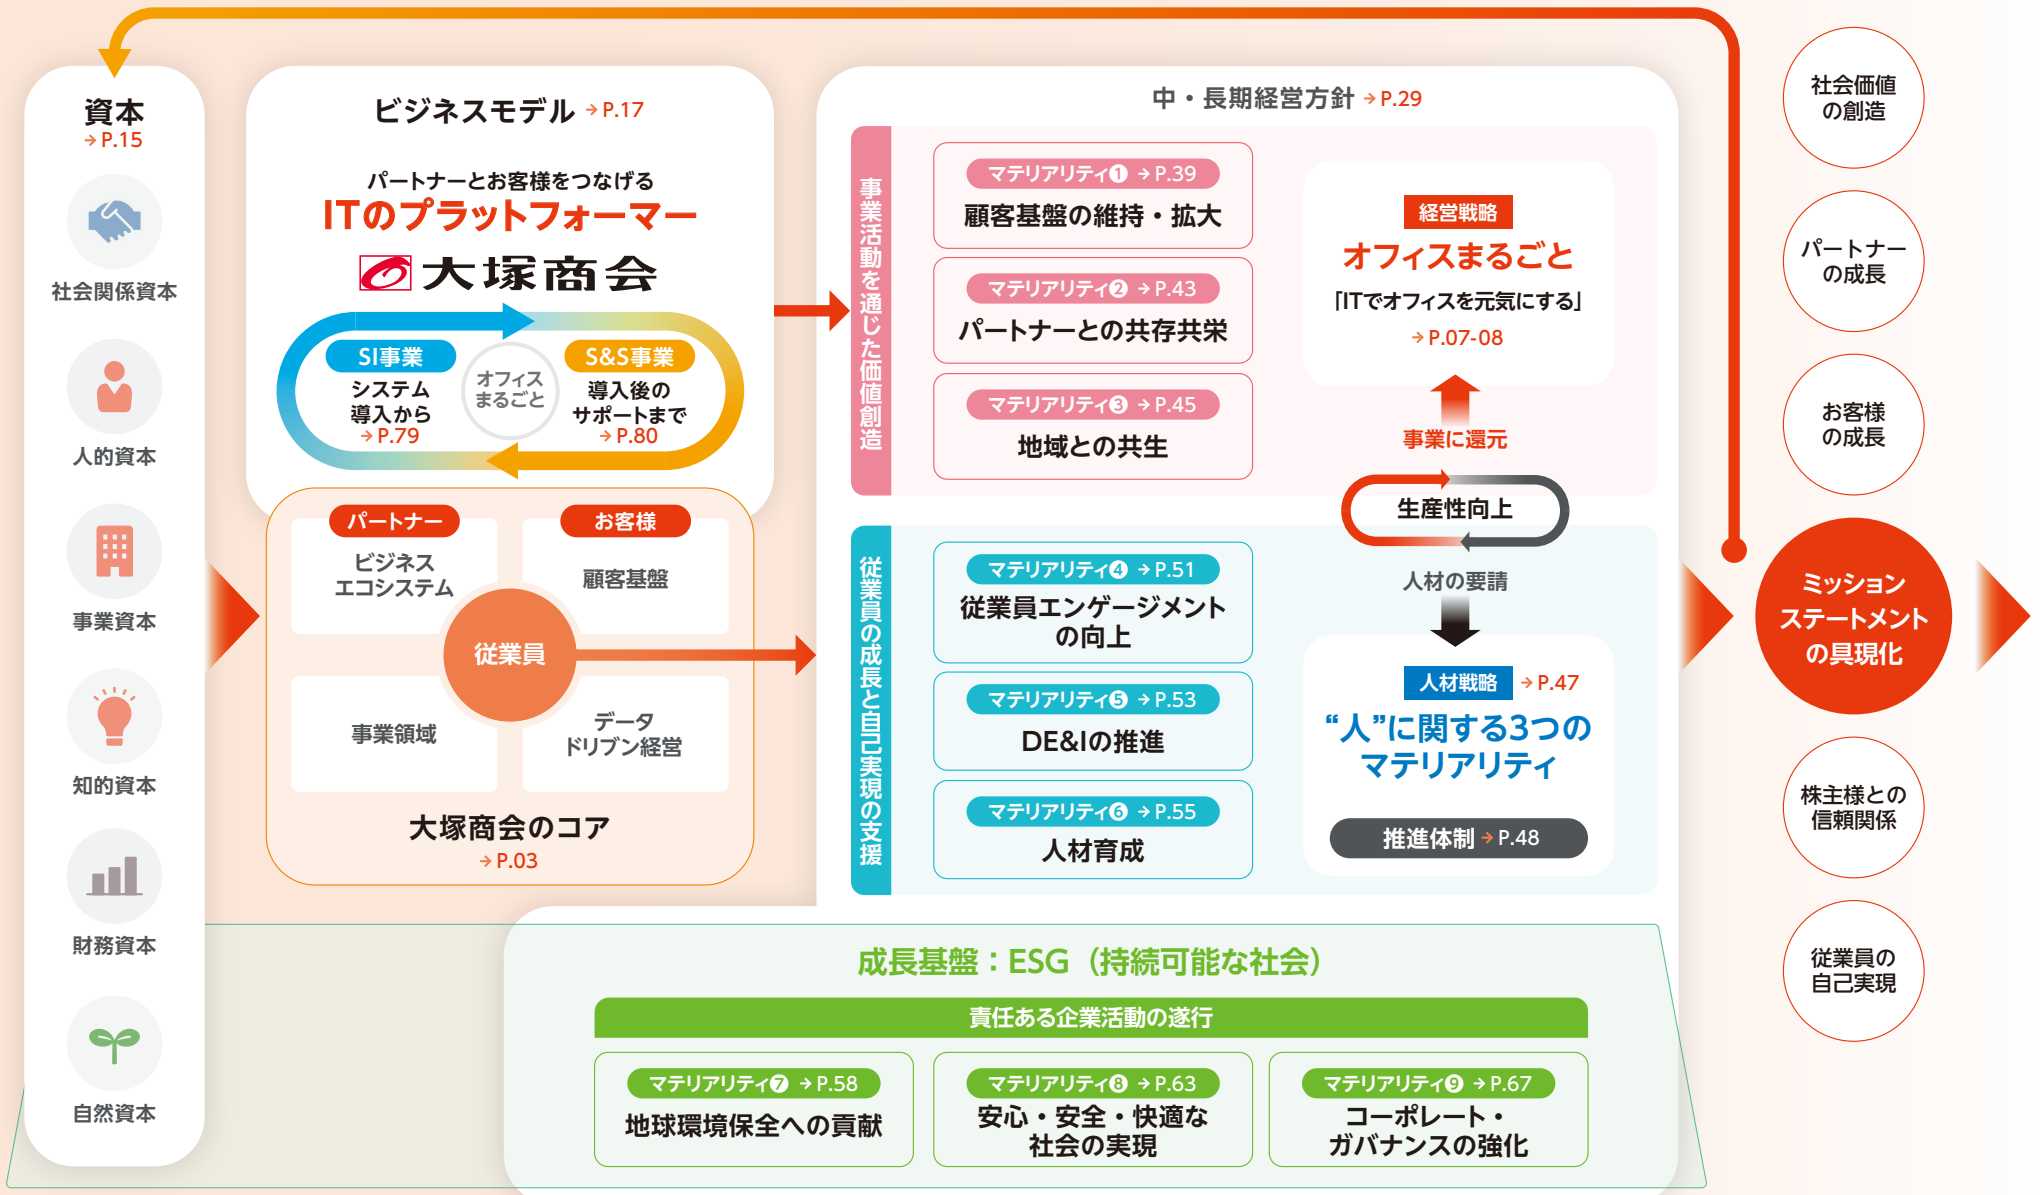 資本
→ P.15
社会関係資本
人的資本
事業資本
知的資本
財務資本
自然資本
ビジネスモデル → P.17
パートナーとお客様をつなげる
ITのプラットフォーマー
大塚商会
SI事業
システム
導入から
→ P.79
オフィス
まるごと
S&S事業
導入後の
サポートまで
→ P.80
パートナー
ビジネス
エコシステム
お客様
顧客基盤
従業員
事業領域
データ
ドリブン経営
大塚商会のコア
→ P.03
中・長期経営方針 → P.29
事業活動を通じた価値創造
マテリアリティ❶ → P.39
顧客基盤の維持・拡大
マテリアリティ❷ → P.43
パートナーとの共存共栄
マテリアリティ❸ → P.45
地域との共生
経営戦略
オフィスまるごと
「ITでオフィスを元気にする」
→ P.07-08
事業に還元
生産性向上
人材の要請
従業員の成長と自己実現の支援
マテリアリティ❹ → P.51
従業員エンゲージメント
の向上
マテリアリティ❺ → P.53
DE&Iの推進
マテリアリティ❻ → P.55
人材育成
人材戦略 → P.47
“人”に関する3つの
マテリアリティ
推進体制 → P.48
成長基盤：ESG（持続可能な社会）
責任ある企業活動の遂行
マテリアリティ❼ → P.58
地球環境保全への貢献
マテリアリティ❽ → P.63
安心・安全・快適な
社会の実現
マテリアリティ❾ → P.67
コーポレート・
ガバナンスの強化
社会価値
の創造
パートナー
の成長
お客様
の成長
ミッション
ステートメント
の具現化
株主様との
信頼関係
従業員の
自己実現